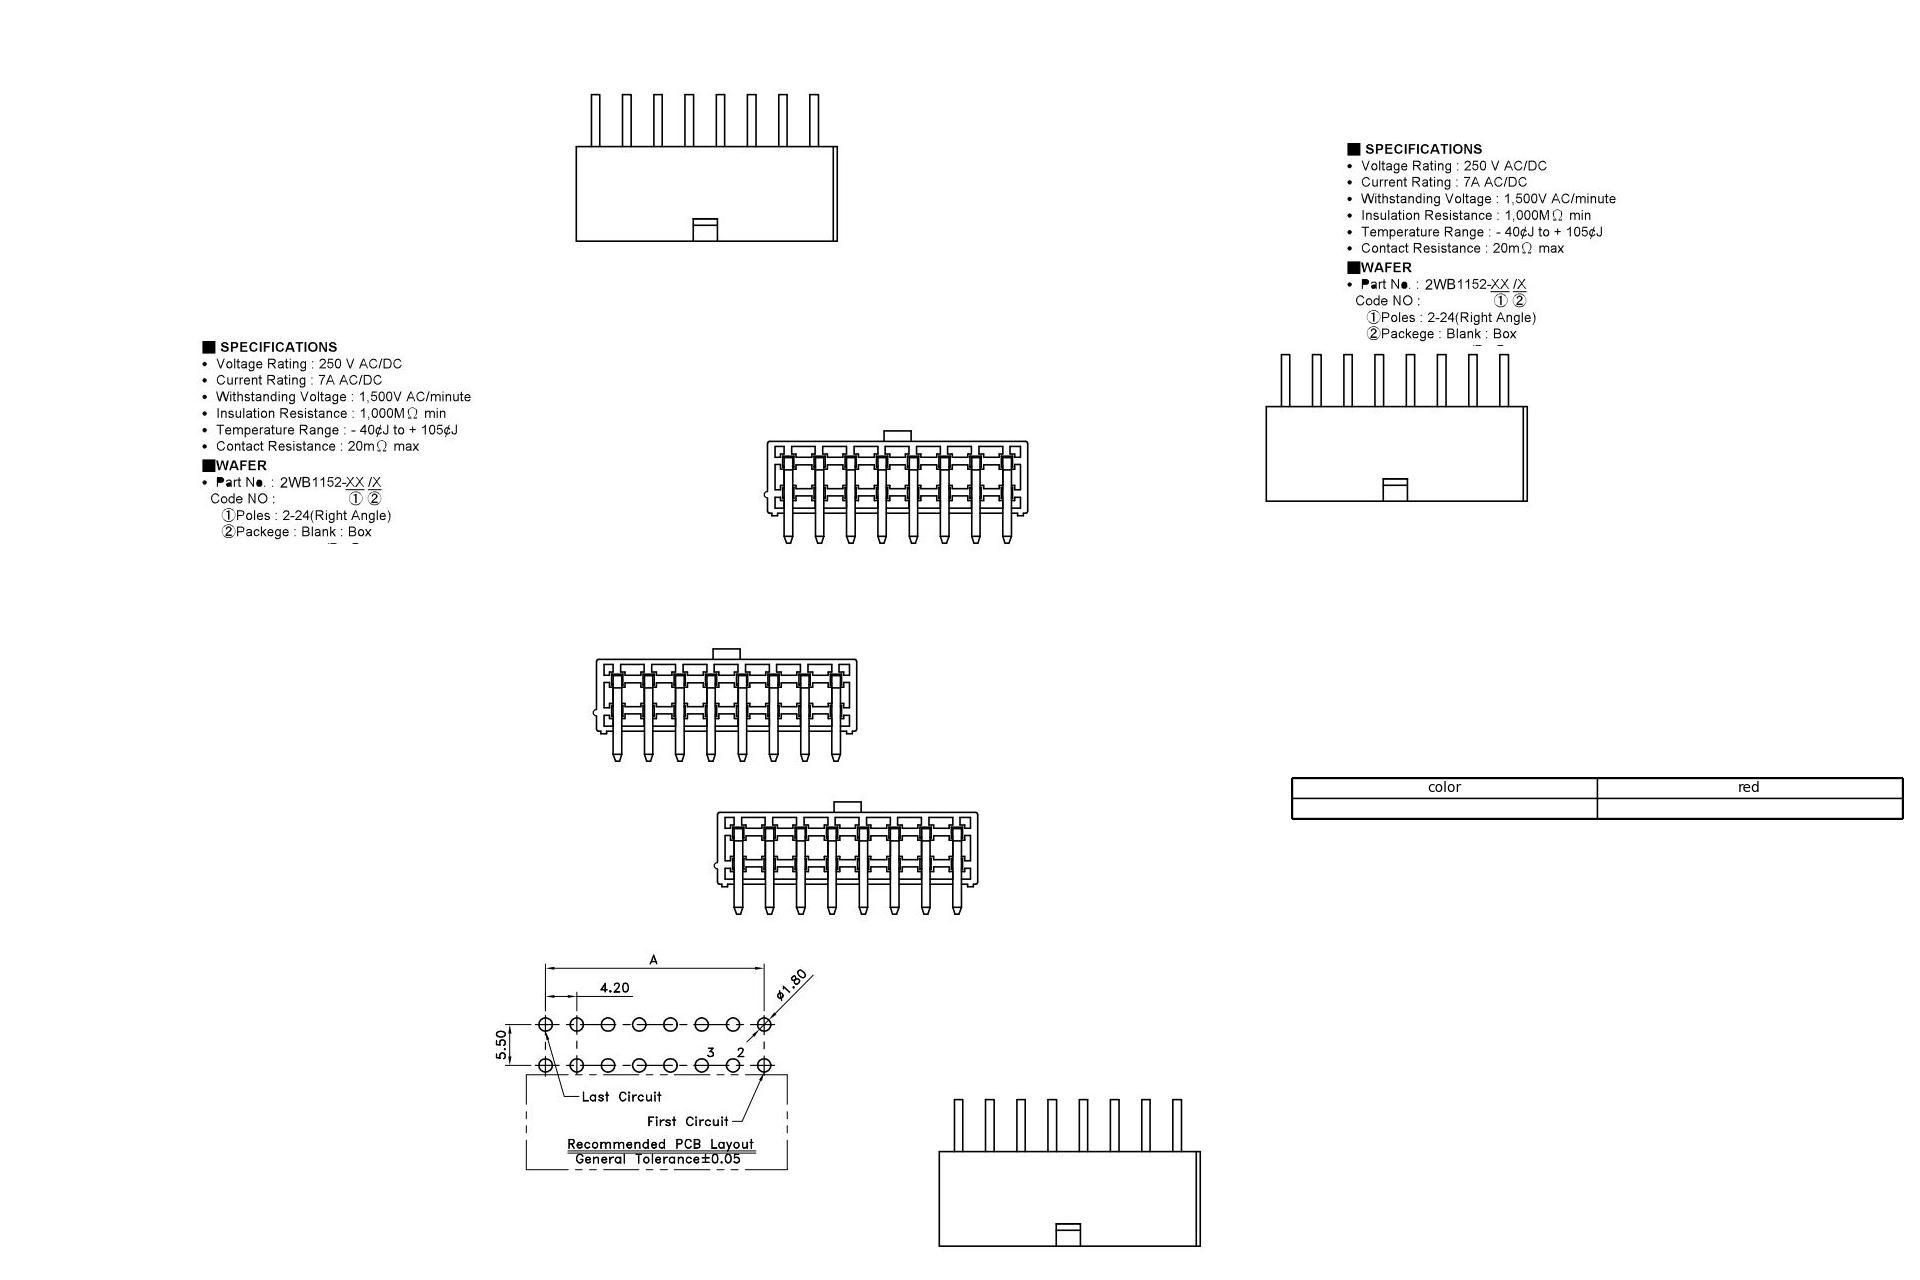 ■ SPECIFICATIONS
• Voltage Rating : 250 V AC/DC
• Current Rating : 7A AC/DC
• Withstanding Voltage : 1,500V AC/minute
• Insulation Resistance : 1,000MΩ min
• Temperature Range : - 40¢J to + 105¢J
• Contact Resistance : 20mΩ max
■WAFER
• Part No. : 2WB1152-XX /X
Code NO : ① ②
①Poles : 2-24(Right Angle)
②Packege : Blank : Box
■ SPECIFICATIONS
• Voltage Rating : 250 V AC/DC
• Current Rating : 7A AC/DC
• Withstanding Voltage : 1,500V AC/minute
• Insulation Resistance : 1,000MΩ min
• Temperature Range : - 40¢J to + 105¢J
• Contact Resistance : 20mΩ max
■WAFER
• Part No. : 2WB1152-XX /X
Code NO : ① ②
①Poles : 2-24(Right Angle)
②Packege : Blank : Box
color red
A
4.20
ø1.80
5.50
3 2
Last Circuit
First Circuit
Recommended PCB Layout
General Tolerance±0.05